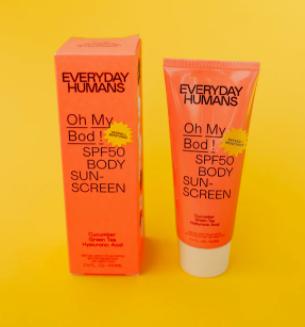 EVERYDAY
HUMANS
Oh My
Bod!
SPF50
BODY
SUN-
SCREEN
Cucumber
Green Tea
Hyaluronic Acid
EVERYDAY
HUMANS
Oh My
Bod!
SPF50
BODY
SUN-
SCREEN
Cucumber
Green Tea
Hyaluronic Acid